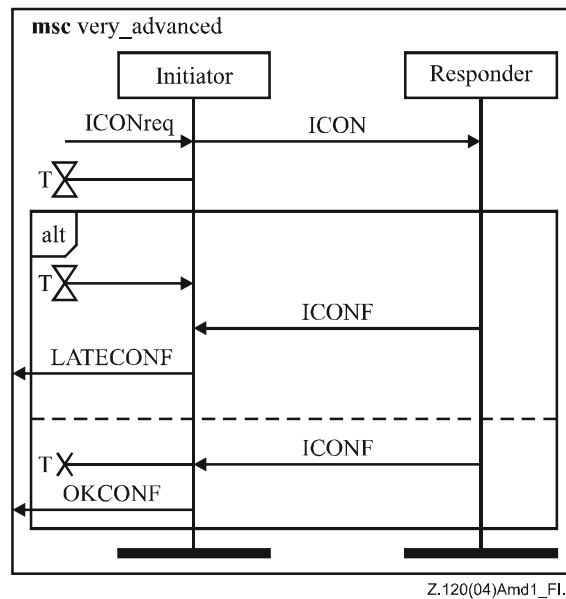 msc very_advanced
Initiator
Responder
ICONreq
ICON
T
alt
T
ICONF
LATECONF
ICONF
T
OKCONF
Z.120(04)Amd1_FI.